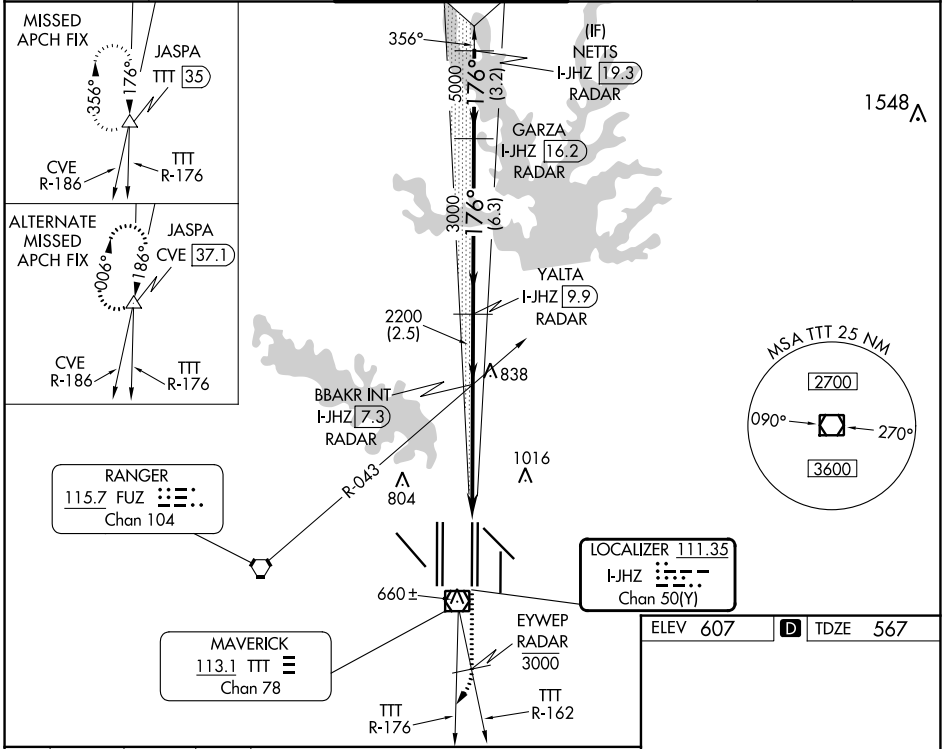 MISSED
APCH FIX
JASPA
TTT 35
356°
176°
CVE
R-186
TTT
R-176
ALTERNATE
MISSED
APCH FIX
JASPA
CVE 37.1
006°
186°
CVE
R-186
TTT
R-176
356°
(IF)
NETTS
I-JHZ 19.3
RADAR
5000
176°
(3.2)
1548
GARZA
I-JHZ 16.2
RADAR
3000
176°
(6.3)
YALTA
I-JHZ 9.9
RADAR
2200
(2.5)
838
BBAKR INT
I-JHZ 7.3
RADAR
MSA TTT 25 NM
2700
090°
270°
3600
R-043
1016
804
RANGER
115.7 FUZ
Chan 104
LOCALIZER 111.35
I-JHZ
Chan 50(Y)
660 ±
MAVERICK
113.1 TTT
Chan 78
EYWEP
RADAR
3000
TTT
R-176
TTT
R-162
ELEV 607 D TDZE 567